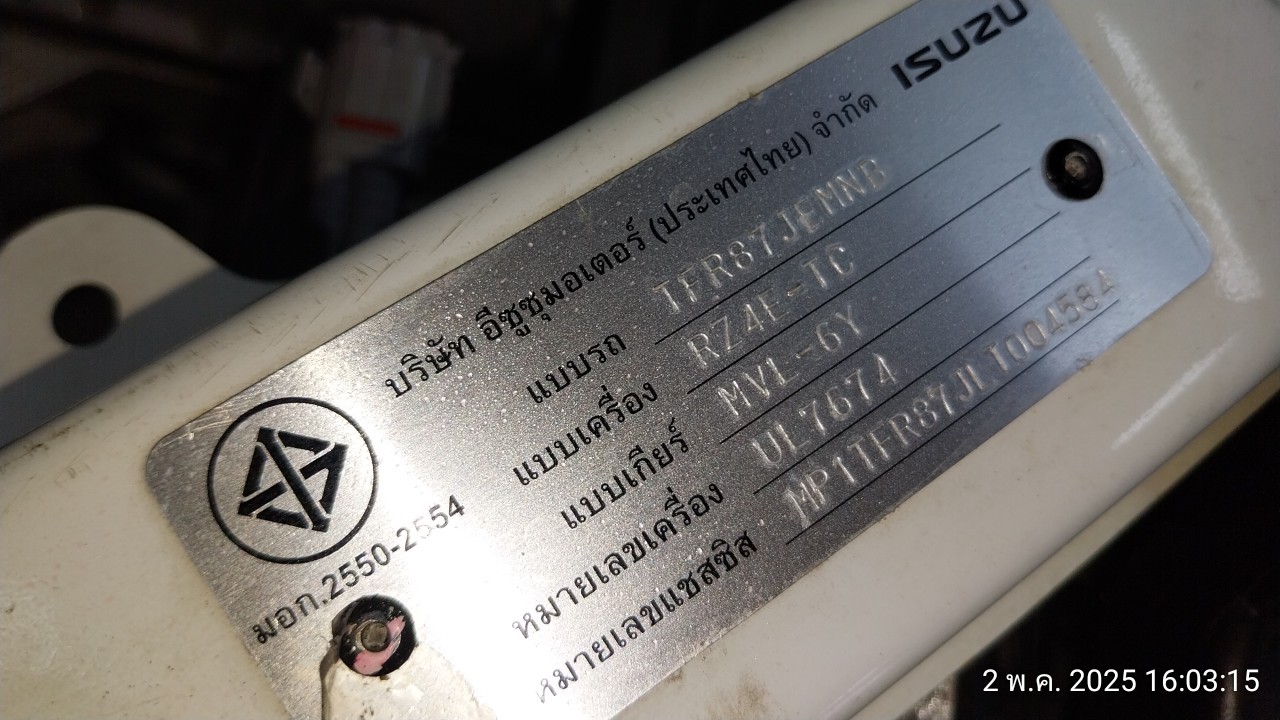 ISUZU
บริษัท อีซูซุมอเตอร์ (ประเทศไทย) จำกัด
แบบรถ TFR87JEMNB
แบบเครื่อง RZ4E-TC
แบบเกียร์ MVL-6Y
หมายเลขเครื่อง UL7674
หมายเลขแชสซิส MP1TFR87JLT004584
มอก.2550-2554
2 พ.ค. 2025 16:03:15